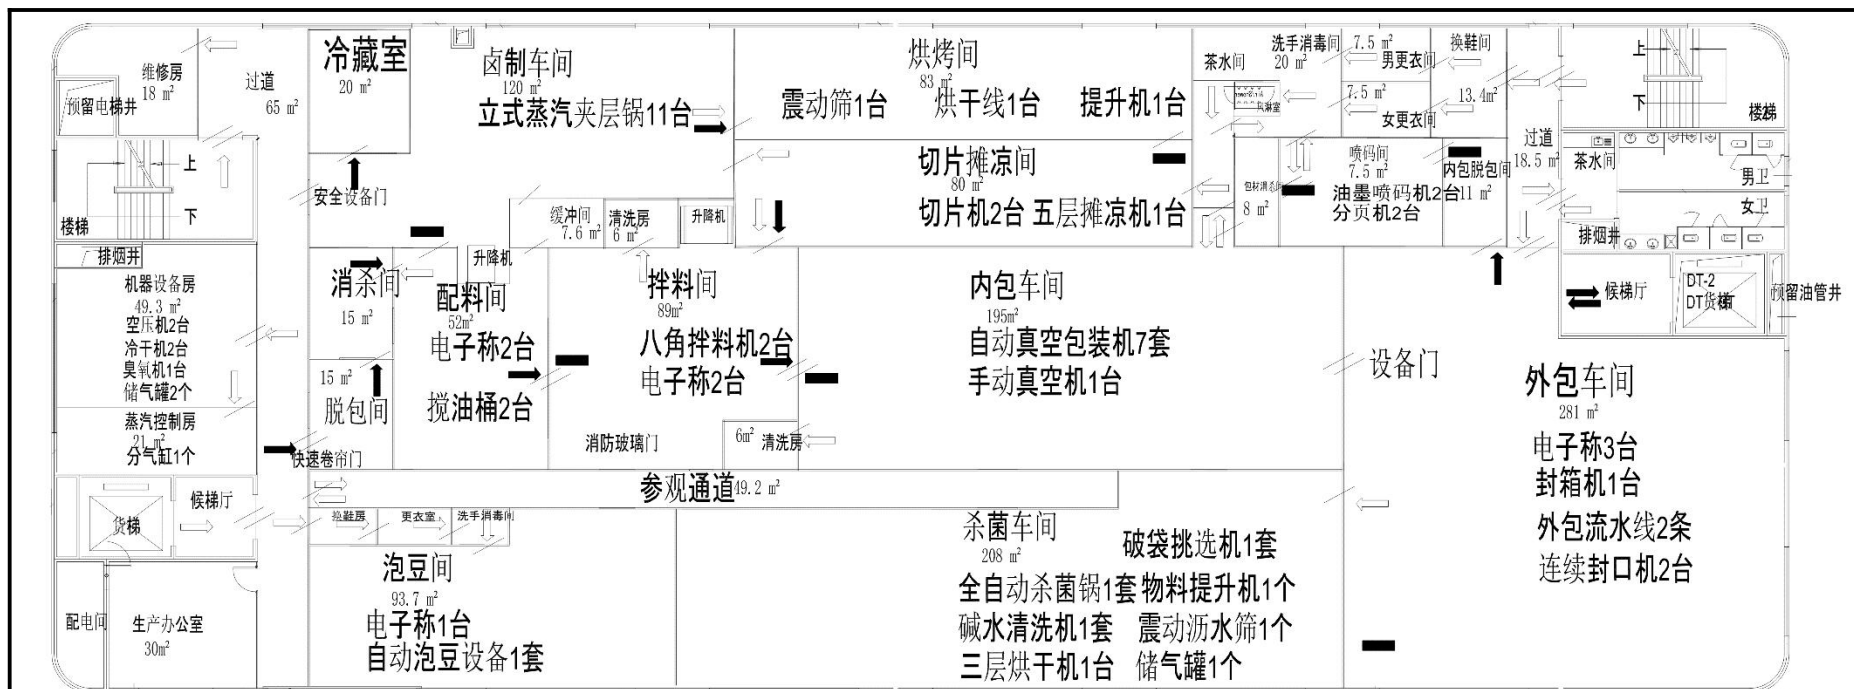 维修房
18 ㎡
预留电梯井
过道
65 ㎡
上
下
楼梯
排烟井
机器设备房
49.3 ㎡
空压机2台
冷干机2台
臭氧机1台
储气罐2个
蒸汽控制房
21 ㎡
分气缸1个
候梯厅
货梯
配电间
生产办公室
30㎡
冷藏室
20 ㎡
安全设备门
卤制车间
120 ㎡
立式蒸汽夹层锅11台
缓冲间
7.6 ㎡
清洗房
6 ㎡
升降机
升降机
消杀间
15 ㎡
15 ㎡
脱包间
快速卷帘门
配料间
52㎡
电子称2台
搅油桶2台
拌料间
89㎡
八角拌料机2台
电子称2台
消防玻璃门
6㎡
清洗房
烘烤间
83 ㎡
震动筛1台
烘干线1台
提升机1台
切片摊凉间
80 ㎡
切片机2台 五层摊凉机1台
内包车间
195㎡
自动真空包装机7套
手动真空机1台
参观通道49.2 ㎡
换鞋房
更衣室
洗手消毒间
泡豆间
93.7 ㎡
电子称1台
自动泡豆设备1套
杀菌车间
208 ㎡
破袋挑选机1套
全自动杀菌锅1套
物料提升机1个
碱水清洗机1套
震动沥水筛1个
三层烘干机1台
储气罐1个
茶水间
洗手消毒间
20 ㎡
7.5 ㎡
男更衣间
7.5 ㎡
女更衣间
换鞋间
13.4㎡
包材消杀间
8 ㎡
喷码间
7.5 ㎡
油墨喷码机2台
分页机2台
内包脱包间
11 ㎡
过道
18.5 ㎡
上
下
楼梯
茶水间
男卫
女卫
排烟井
候梯厅
DT-2
DT货梯
预留油管井
设备门
外包车间
281 ㎡
电子称3台
封箱机1台
外包流水线2条
连续封口机2台